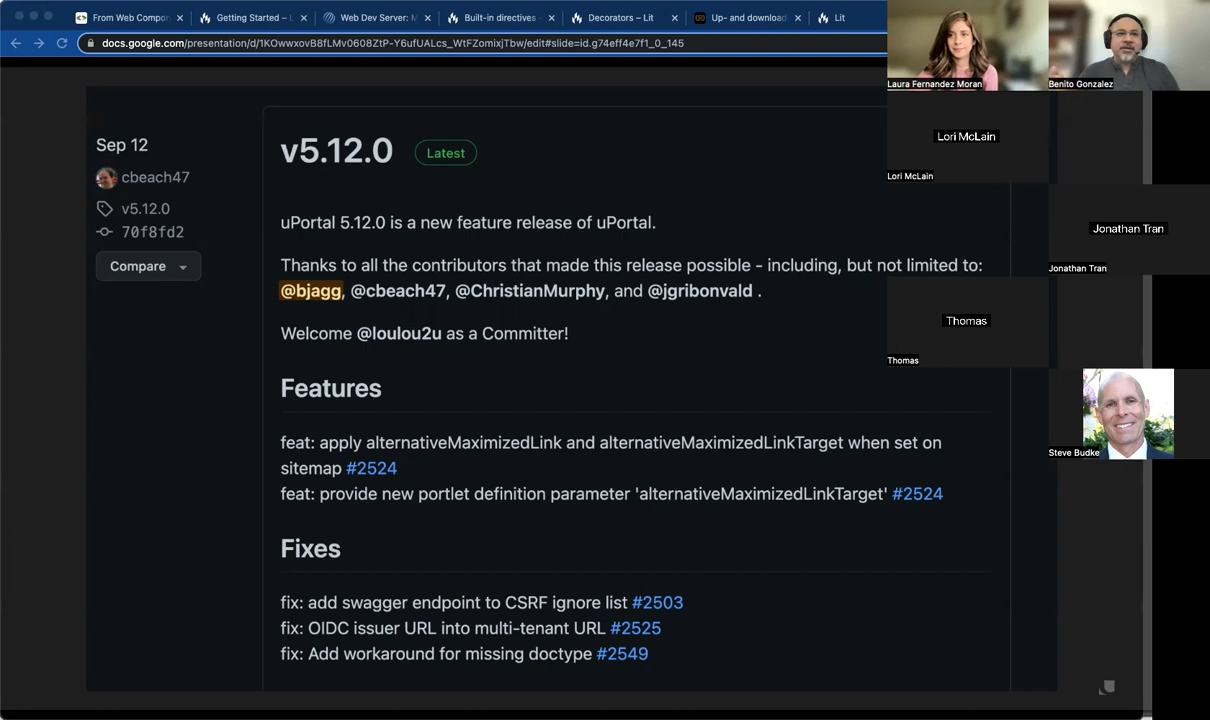 From Web Compon
Getting Started – L
Web Dev Server: M
Built-in directives –
Decorators – Lit
Up- and download
Lit
docs.google.com/presentation/d/1KOwwxovB8fLMv0608ZtP-Y6ufUALcs_WtFZomixjTbw/edit#slide=id.g74eff4e7f1_0_145
Laura Fernandez Moran
Benito Gonzalez
Lori McLain
Lori McLain
Jonathan Tran
Jonathan Tran
Thomas
Thomas
Steve Budke
Sep 12
cbeach47
v5.12.0
70f8fd2
Compare
v5.12.0 Latest
uPortal 5.12.0 is a new feature release of uPortal.
Thanks to all the contributors that made this release possible - including, but not limited to:
@bjagg, @cbeach47, @ChristianMurphy, and @jgribonvald .
Welcome @loulou2u as a Committer!
Features
feat: apply alternativeMaximizedLink and alternativeMaximizedLinkTarget when set on
sitemap #2524
feat: provide new portlet definition parameter 'alternativeMaximizedLinkTarget' #2524
Fixes
fix: add swagger endpoint to CSRF ignore list #2503
fix: OIDC issuer URL into multi-tenant URL #2525
fix: Add workaround for missing doctype #2549